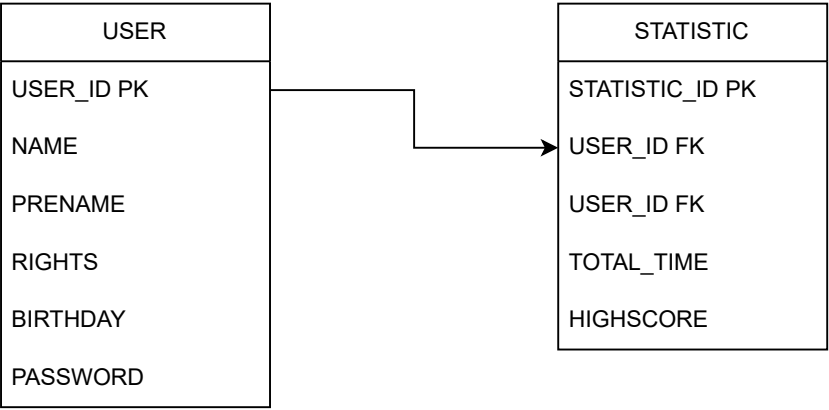 USER
USER_ID PK
NAME
PRENAME
RIGHTS
BIRTHDAY
PASSWORD
STATISTIC
STATISTIC_ID PK
USER_ID FK
USER_ID FK
TOTAL_TIME
HIGHSCORE